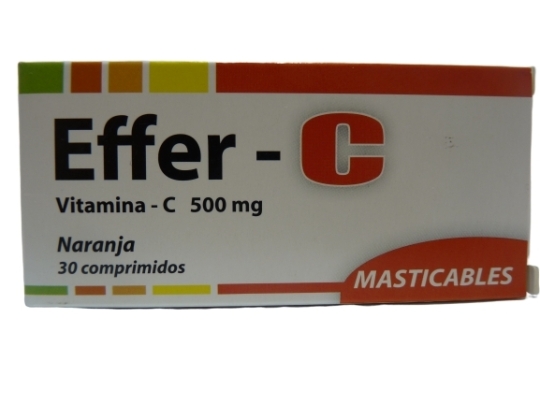 Effer - C
Vitamina - C 500 mg
Naranja
30 comprimidos
MASTICABLES